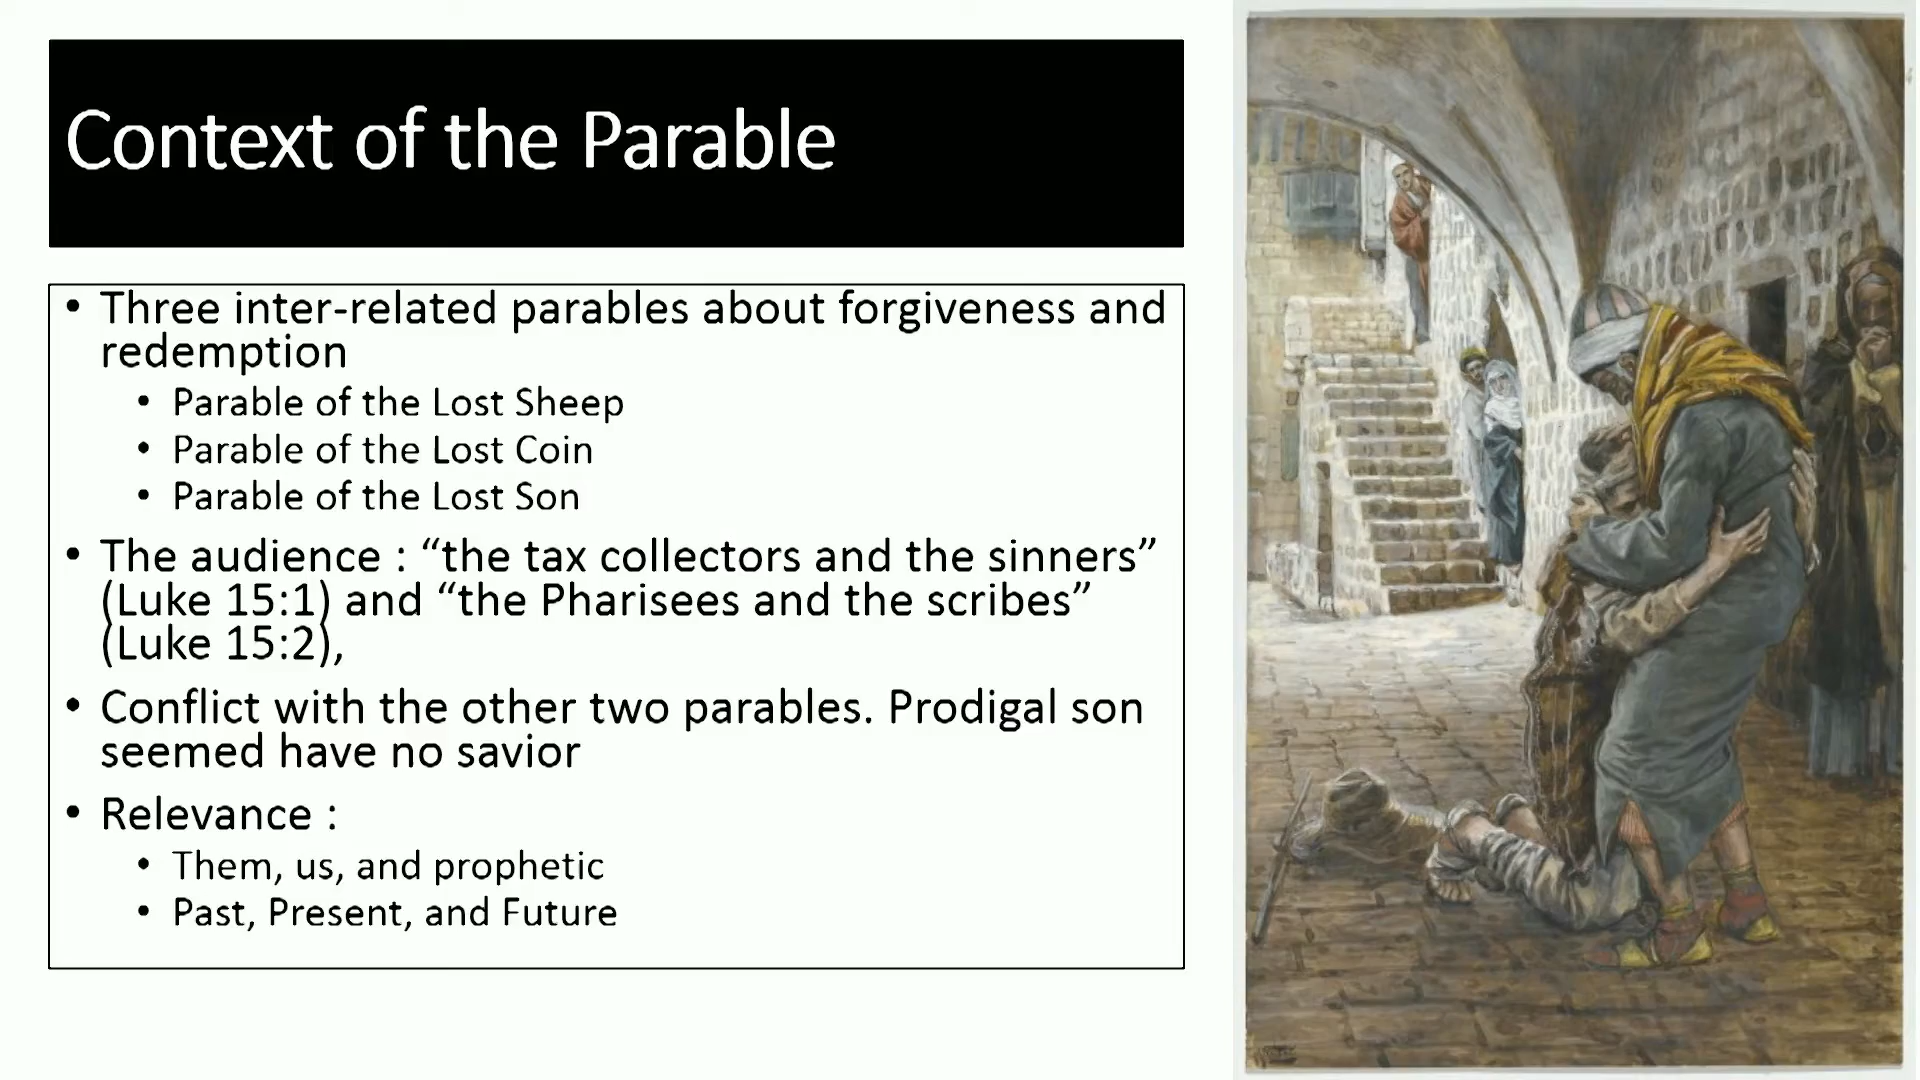 Context of the Parable
• Three inter-related parables about forgiveness and
redemption
• Parable of the Lost Sheep
• Parable of the Lost Coin
• Parable of the Lost Son
• The audience : “the tax collectors and the sinners”
(Luke 15:1) and “the Pharisees and the scribes”
(Luke 15:2),
• Conflict with the other two parables. Prodigal son
seemed have no savior
• Relevance :
• Them, us, and prophetic
• Past, Present, and Future